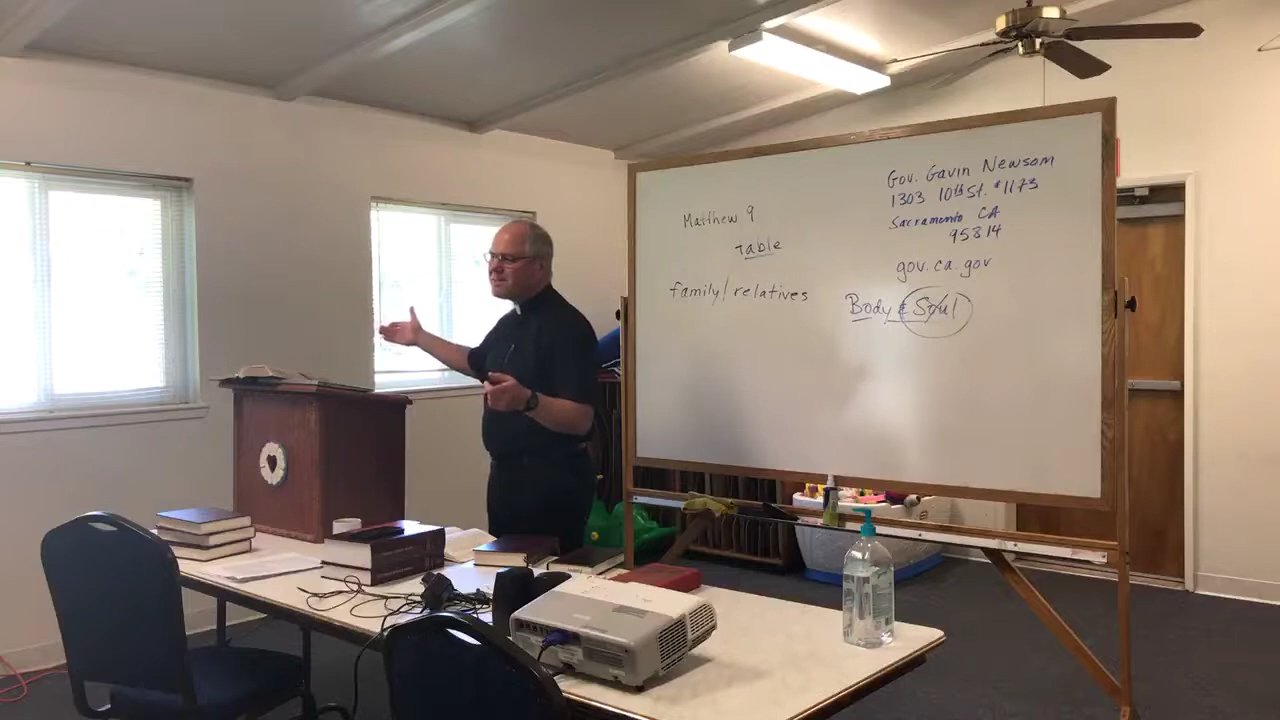 Matthew 9
Table
family/relatives
Gov. Gavin Newsom
1303 10th St. #1173
Sacramento CA
95814
gov.ca.gov
Body & Soul